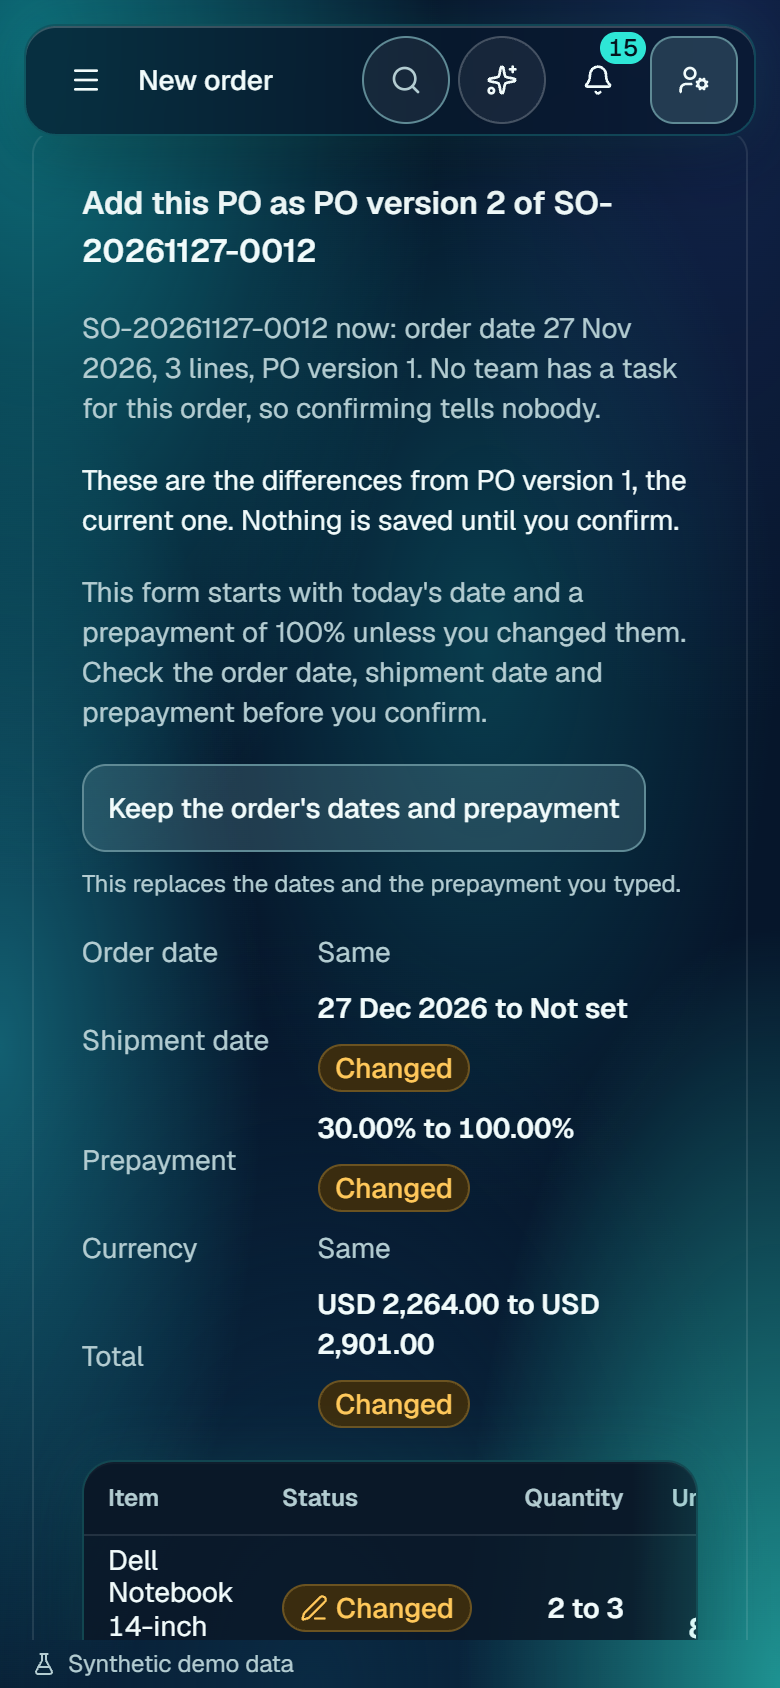 New order
15
Add this PO as PO version 2 of SO-
20261127-0012
SO-20261127-0012 now: order date 27 Nov
2026, 3 lines, PO version 1. No team has a task
for this order, so confirming tells nobody.
These are the differences from PO version 1, the
current one. Nothing is saved until you confirm.
This form starts with today's date and a
prepayment of 100% unless you changed them.
Check the order date, shipment date and
prepayment before you confirm.
Keep the order's dates and prepayment
This replaces the dates and the prepayment you typed.
Order date Same
Shipment date 27 Dec 2026 to Not set
Changed
Prepayment 30.00% to 100.00%
Changed
Currency Same
Total USD 2,264.00 to USD
2,901.00
Changed
Item Status Quantity
Dell
Notebook
14-inch Changed 2 to 3
Synthetic demo data